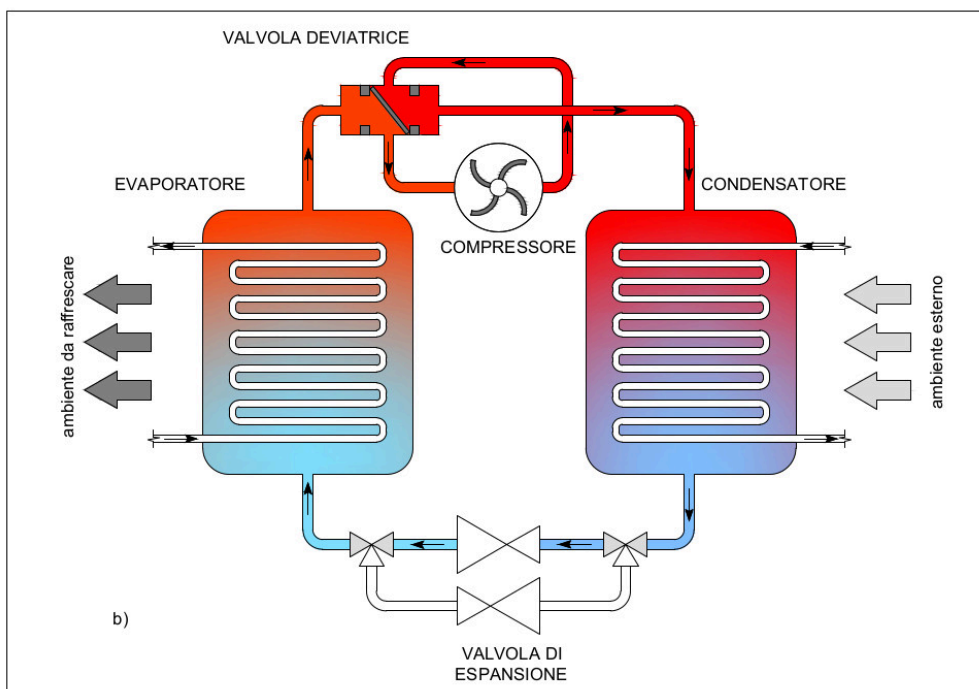 VALVOLA DEVIATRICE
EVAPORATORE
CONDENSATORE
COMPRESSORE
ambiente da raffrescare
ambiente esterno
b)
VALVOLA DI
ESPANSIONE